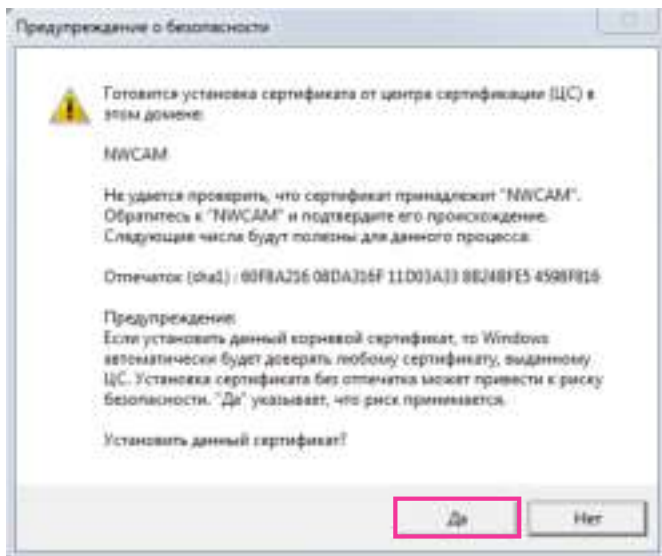 Предупреждение о безопасности
Готовится установка сертификата от центра сертификации (ЦС) в
этом домене:
NWCAM
Не удается проверить, что сертификат принадлежит "NWCAM".
Обратитесь к "NWCAM" и подтвердите его происхождение.
Следующие числа будут полезны для данного процесса:
Отпечаток (sha1) : 60F8A216 08DA316F 11D03A33 8824BFE5 4598F816
Предупреждение:
Если установить данный корневой сертификат, то Windows
автоматически будет доверять любому сертификату, выданному
ЦС. Установка сертификата без отпечатка может привести к риску
безопасности. "Да" указывает, что риск принимается.
Установить данный сертификат?
Да
Нет